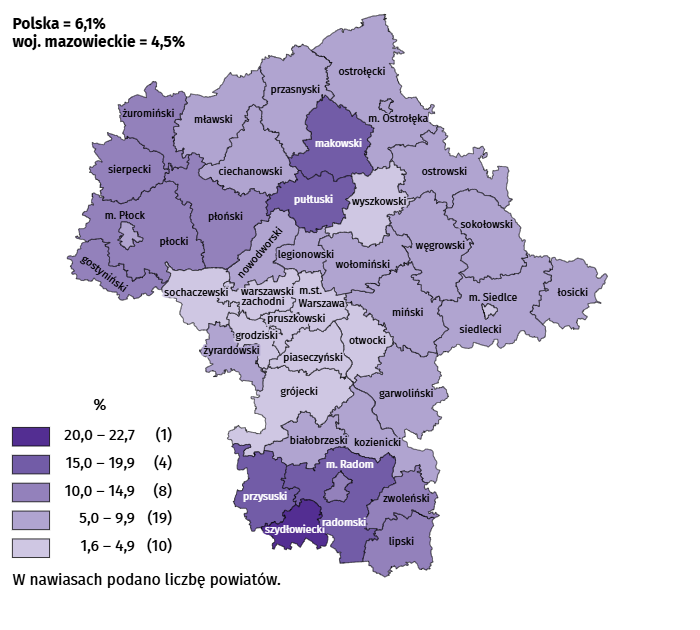 Polska = 6,1%
woj. mazowieckie = 4,5%
ostrołęcki
przasnyski
żuromiński
mławski
m. Ostrołęka
makowski
sierpecki
ciechanowski
ostrowski
pułtuski
wyszkowski
m. Płock
płoński
sokołowski
płocki
nowodworski
węgrowski
legionowski
wołomiński
gostyniński
sochaczewski
warszawski
zachodni
m.st.
Warszawa
m. Siedlce
łosicki
pruszkowski
miński
siedlecki
grodziski
otwocki
żyrardowski
piaseczyński
grójecki
garwoliński
białobrzeski
kozienicki
m. Radom
przysuski
zwoleński
szydłowiecki
radomski
lipski
%
20,0 – 22,7 (1)
15,0 – 19,9 (4)
10,0 – 14,9 (8)
5,0 – 9,9 (19)
1,6 – 4,9 (10)
W nawiasach podano liczbę powiatów.